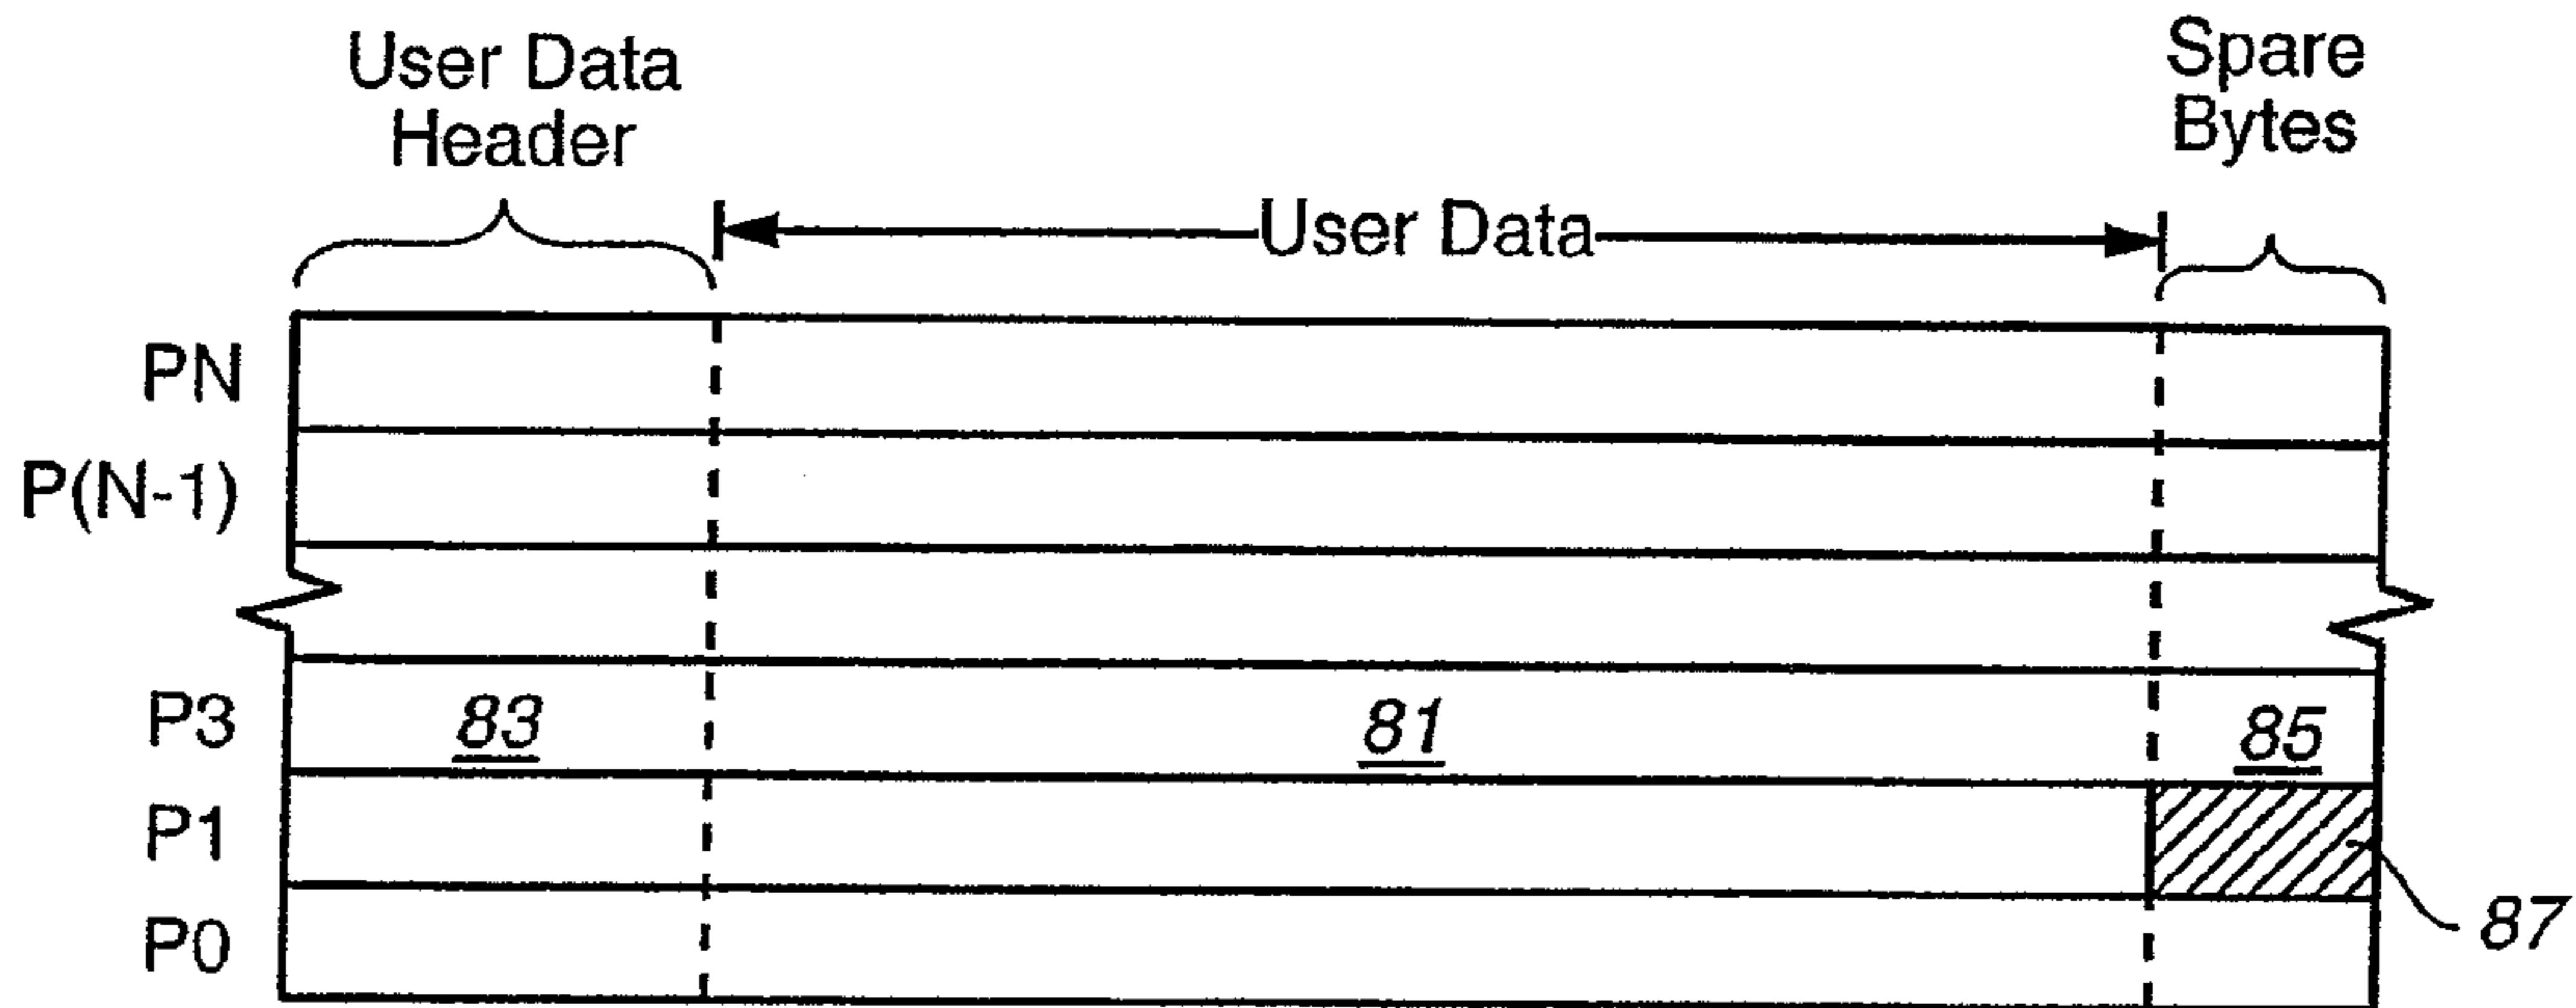 User Data
Header
User Data
Spare
Bytes
PN
P(N-1)
P3
83
81
85
P1
P0
87